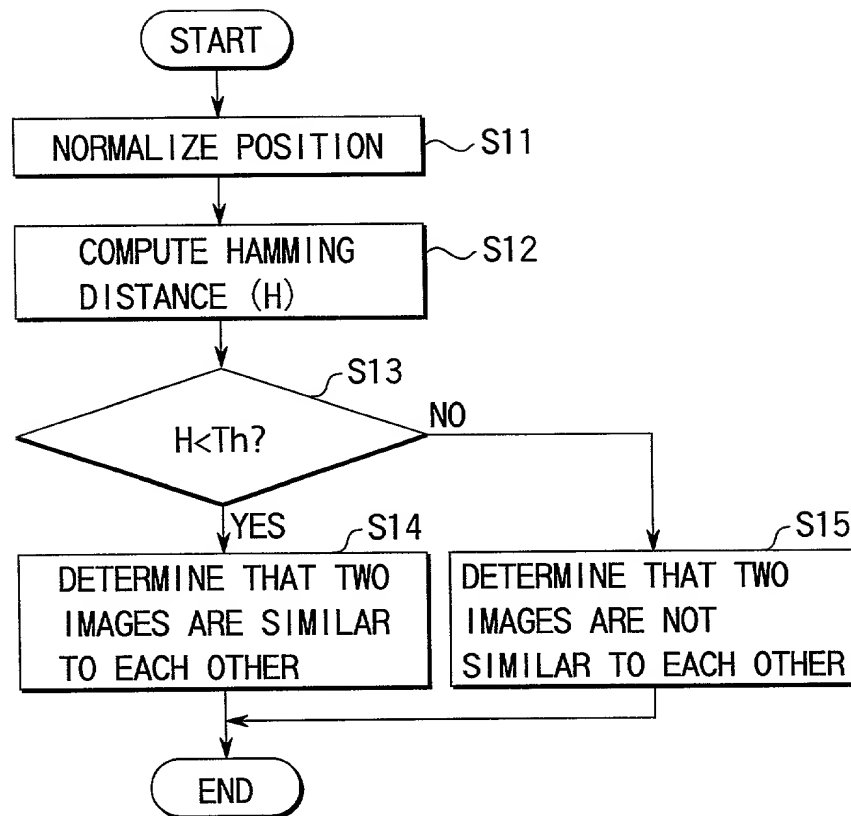 START
NORMALIZE POSITION
S11
COMPUTE HAMMING
DISTANCE (H)
S12
S13
H<Th?
NO
YES
S14
DETERMINE THAT TWO
IMAGES ARE SIMILAR
TO EACH OTHER
S15
DETERMINE THAT TWO
IMAGES ARE NOT
SIMILAR TO EACH OTHER
END